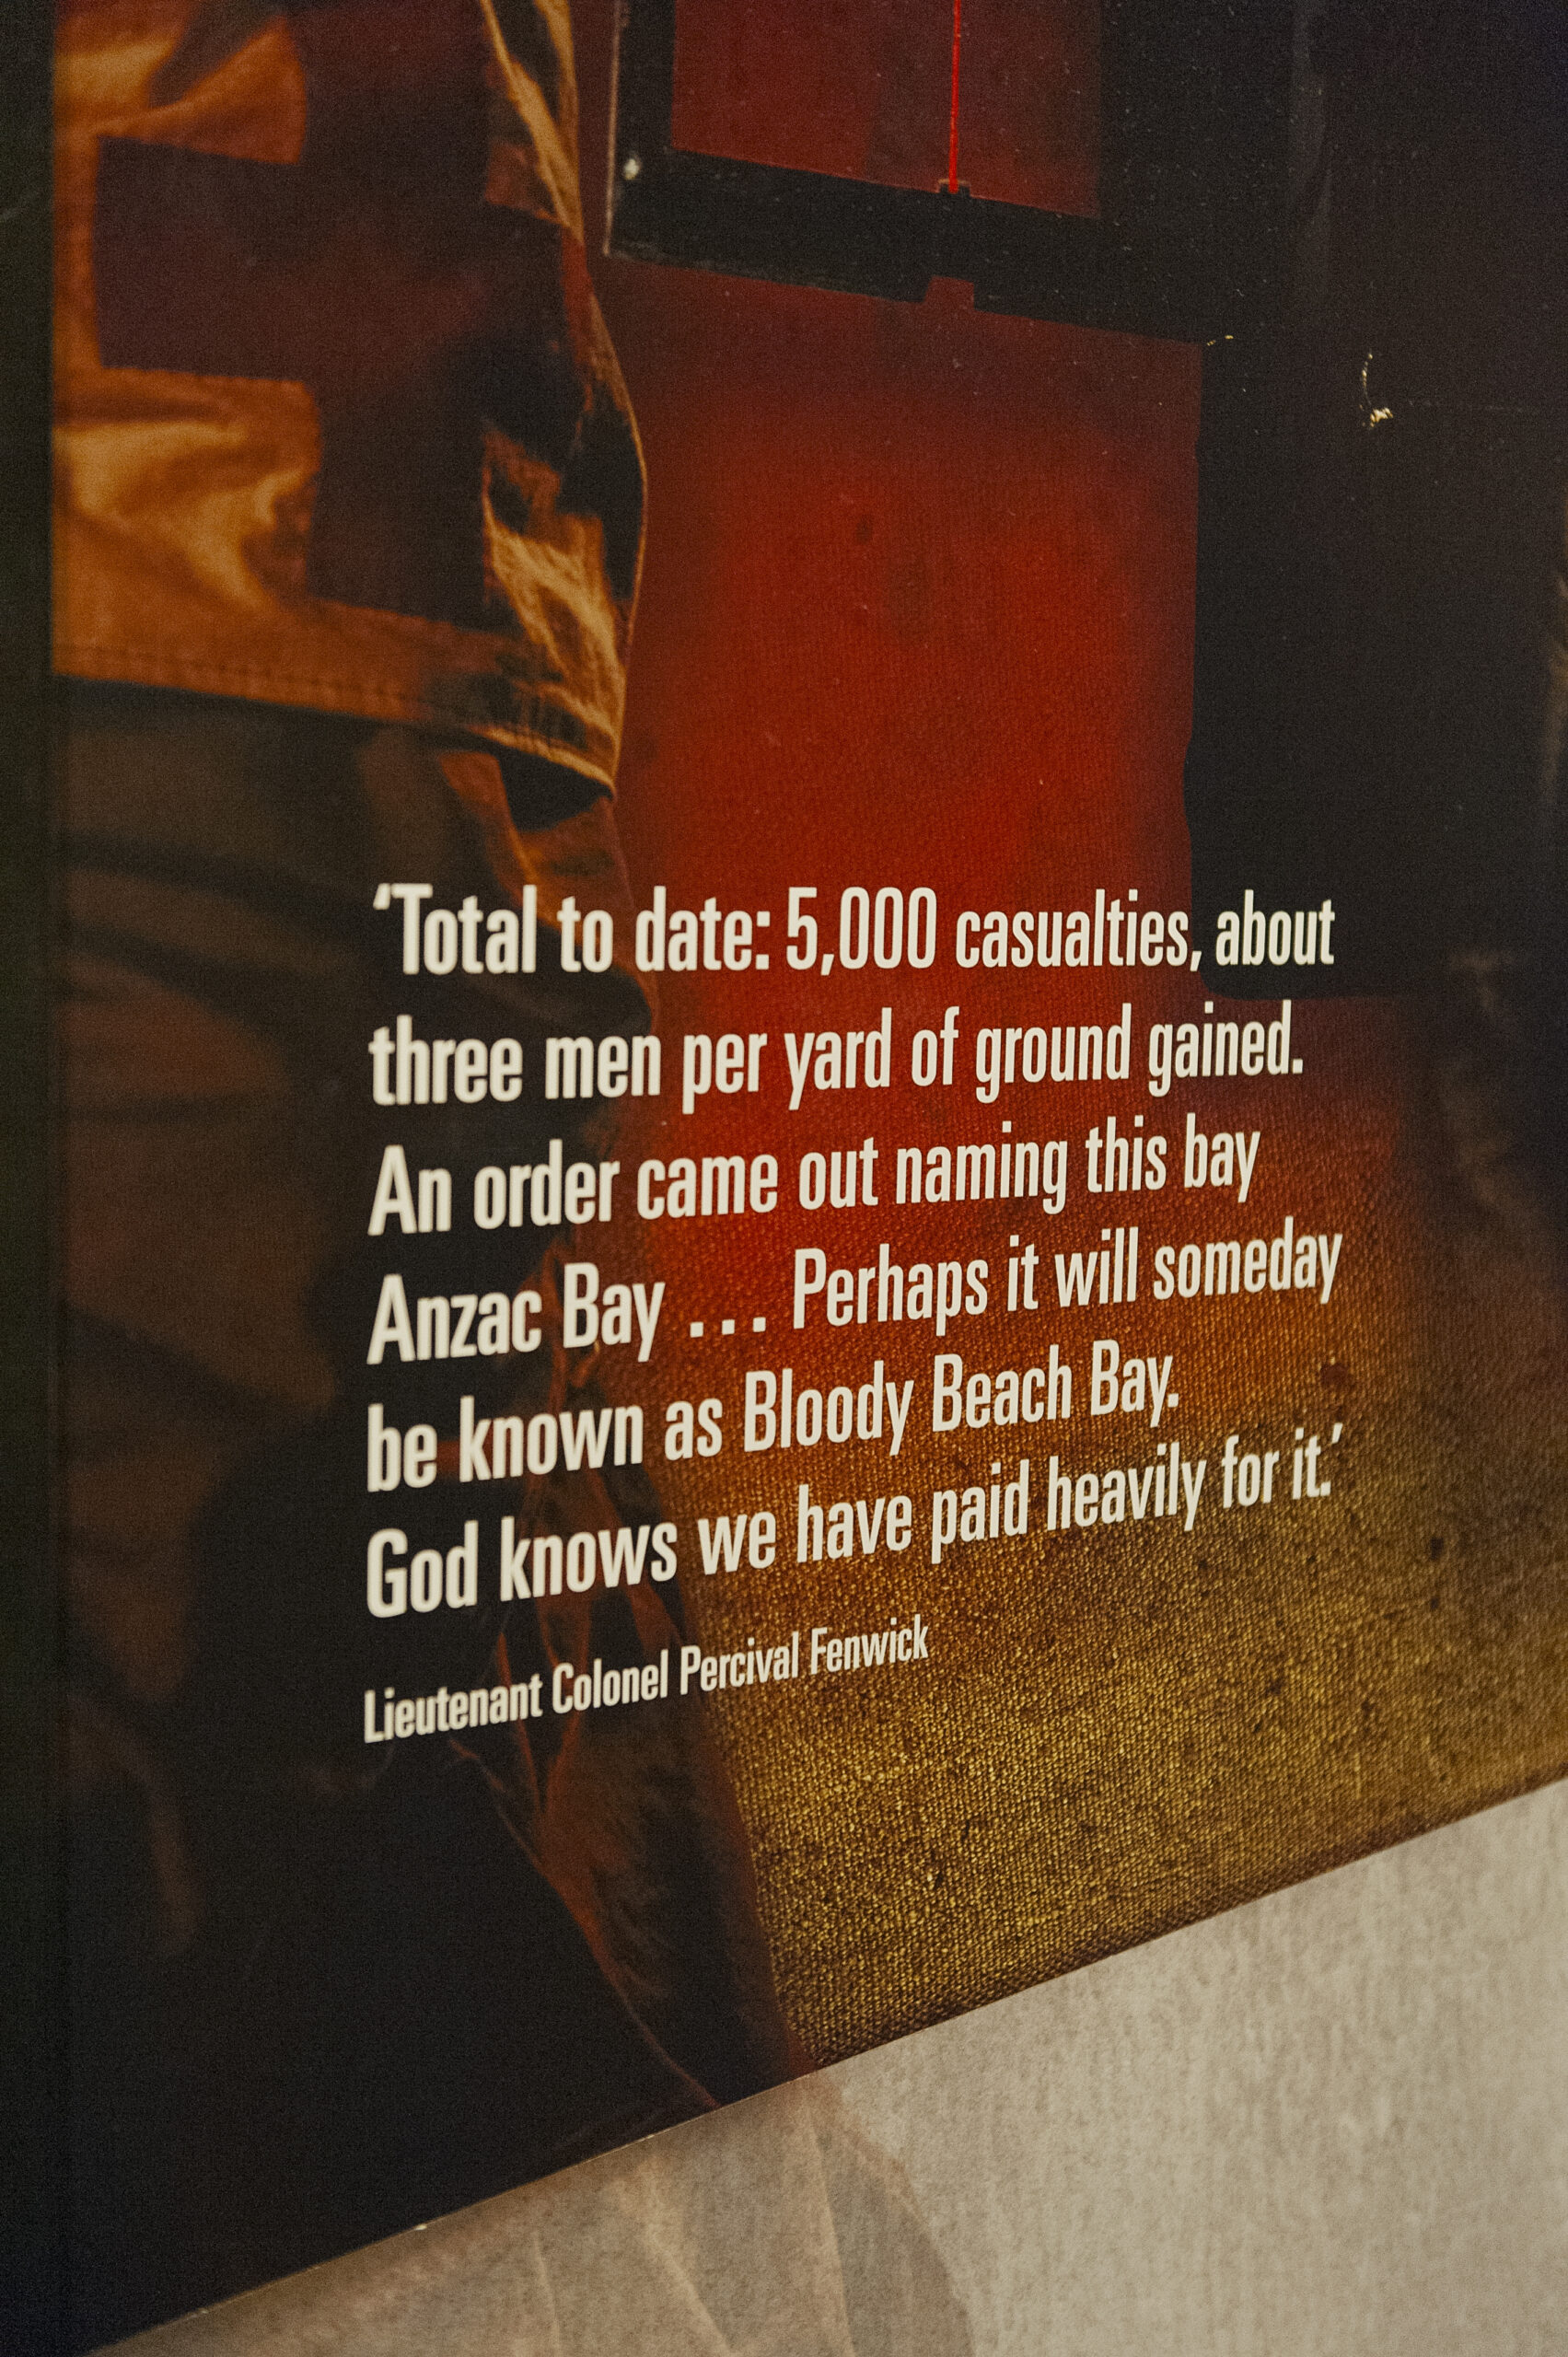 ‘Total to date: 5,000 casualties, about
three men per yard of ground gained.
An order came out naming this bay
Anzac Bay . . . Perhaps it will someday
be known as Bloody Beach Bay.
God knows we have paid heavily for it.’
Lieutenant Colonel Percival Fenwick